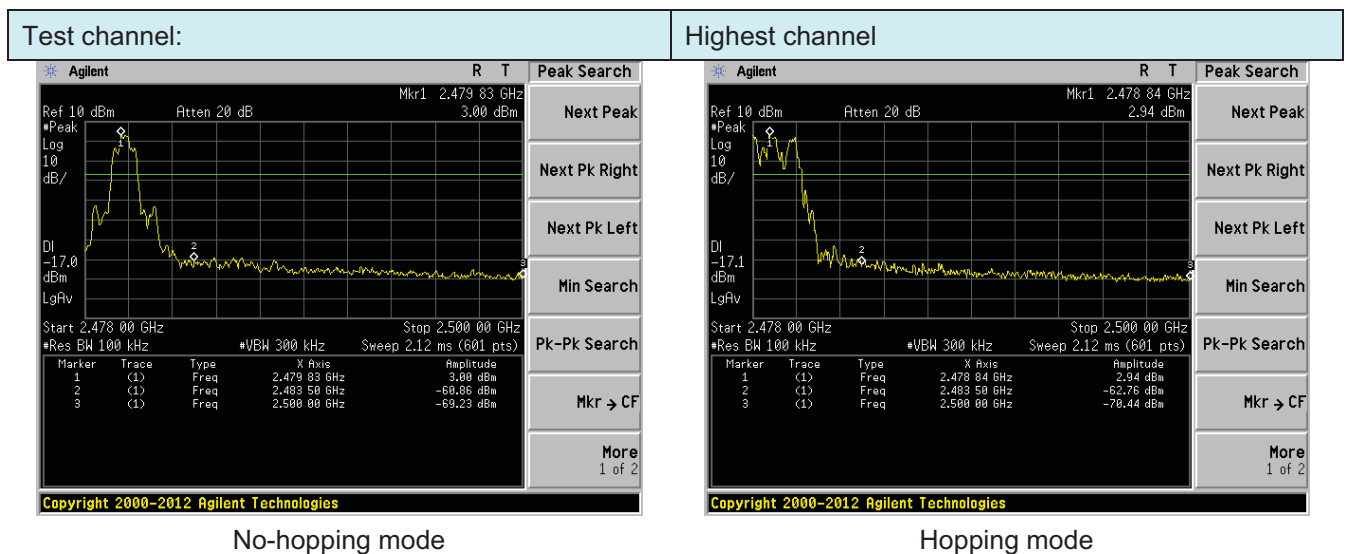 Test channel:
Highest channel
Agilent R T Peak Search
Mkr1 2.479 83 GHz
Ref 10 dBm Atten 20 dB 3.00 dBm
#Peak
Log
10
dB/
DI
-17.0
dBm
LgAv
1
2
3
Start 2.478 00 GHz Stop 2.500 00 GHz
#Res BW 100 kHz #VBW 300 kHz Sweep 2.12 ms (601 pts)
Marker Trace Type X Axis Amplitude
1 (1) Freq 2.479 83 GHz 3.00 dBm
2 (1) Freq 2.483 50 GHz -60.86 dBm
3 (1) Freq 2.500 00 GHz -69.23 dBm
Next Peak
Next Pk Right
Next Pk Left
Min Search
Pk-Pk Search
Mkr → CF
More
1 of 2
Copyright 2000-2012 Agilent Technologies
No-hopping mode
Agilent R T Peak Search
Mkr1 2.478 84 GHz
Ref 10 dBm Atten 20 dB 2.94 dBm
#Peak
Log
10
dB/
DI
-17.1
dBm
LgAv
1
2
3
Start 2.478 00 GHz Stop 2.500 00 GHz
#Res BW 100 kHz #VBW 300 kHz Sweep 2.12 ms (601 pts)
Marker Trace Type X Axis Amplitude
1 (1) Freq 2.478 84 GHz 2.94 dBm
2 (1) Freq 2.483 50 GHz -62.76 dBm
3 (1) Freq 2.500 00 GHz -70.44 dBm
Next Peak
Next Pk Right
Next Pk Left
Min Search
Pk-Pk Search
Mkr → CF
More
1 of 2
Copyright 2000-2012 Agilent Technologies
Hopping mode